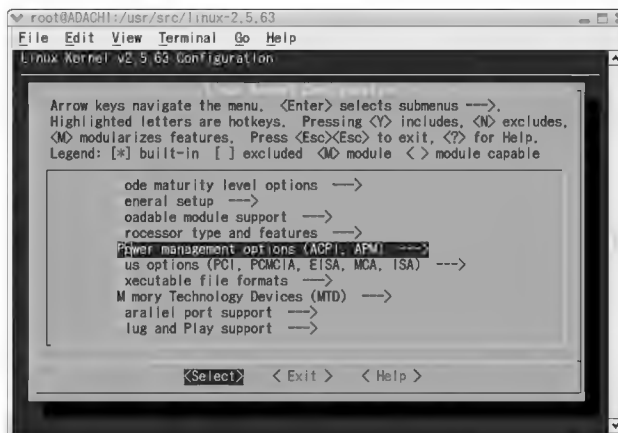 root@ADACHI:/usr/src/linux-2.5.63
File Edit View Terminal Go Help
Linux Kernel v2.5.63 Configuration
Arrow keys navigate the menu. <Enter> selects submenus --->.
Highlighted letters are hotkeys. Pressing <Y> includes, <N> excludes,
<M> modularizes features. Press <Esc><Esc> to exit, <?> for Help.
Legend: [*] built-in [ ] excluded <M> module < > module capable
ode maturity level options --->
eneral setup --->
oadable module support --->
rocessor type and features --->
Power management options (ACPI, APM) --->
us options (PCI, PCMCIA, EISA, MCA, ISA) --->
xecutable file formats --->
M mory Technology Devices (MTD) --->
arallel port support --->
lug and Play support --->
<Select> < Exit > < Help >